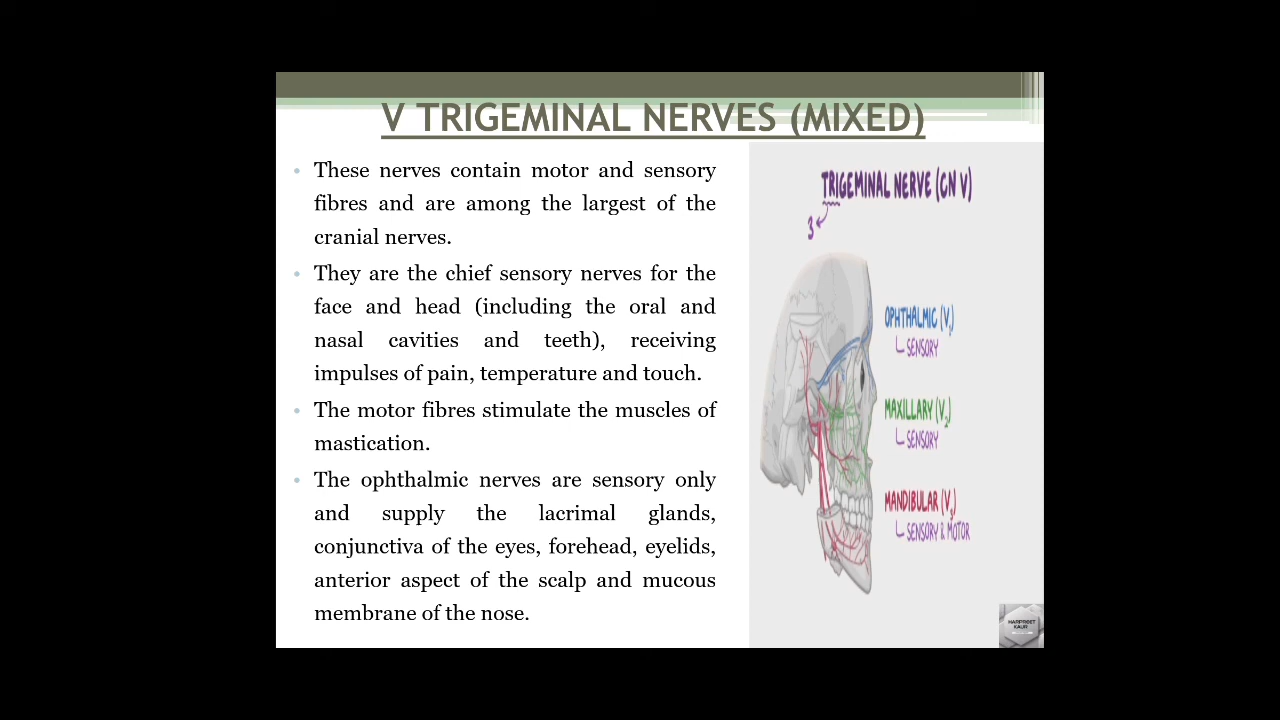 V TRIGEMINAL NERVES (MIXED)
These nerves contain motor and sensory
fibres and are among the largest of the
cranial nerves.
They are the chief sensory nerves for the
face and head (including the oral and
nasal cavities and teeth), receiving
impulses of pain, temperature and touch.
The motor fibres stimulate the muscles of
mastication.
The ophthalmic nerves are sensory only
and supply the lacrimal glands,
conjunctiva of the eyes, forehead, eyelids,
anterior aspect of the scalp and mucous
membrane of the nose.
TRIGEMINAL NERVE (CN V)
3
OPHTHALMIC (V₁)
SENSORY
MAXILLARY (V₂)
SENSORY
MANDIBULAR (V₃)
SENSORY & MOTOR
HARPREET
KAUR